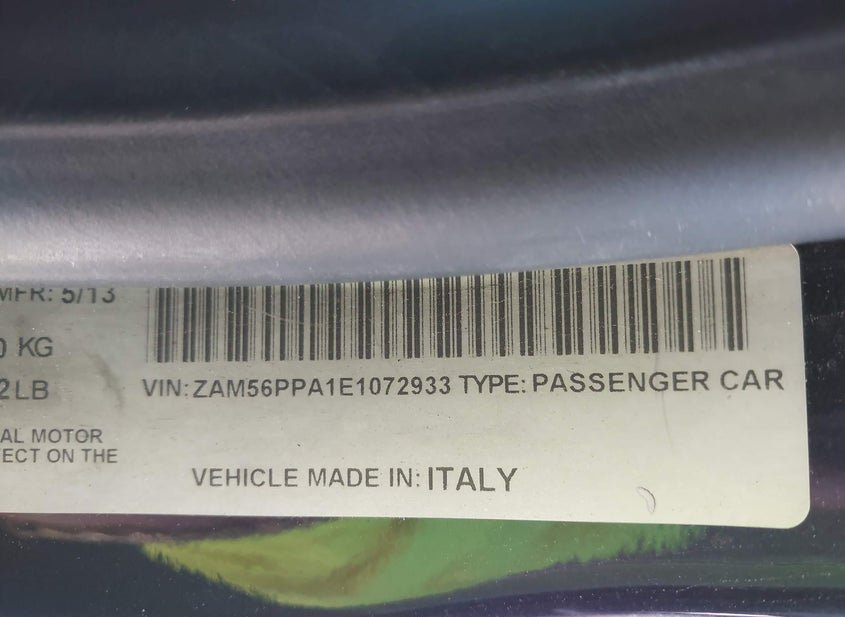 MFR: 5/13
0 KG
2LB
VIN:ZAM56PPA1E1072933 TYPE: PASSENGER CAR
AL MOTOR
ECT ON THE
VEHICLE MADE IN: ITALY